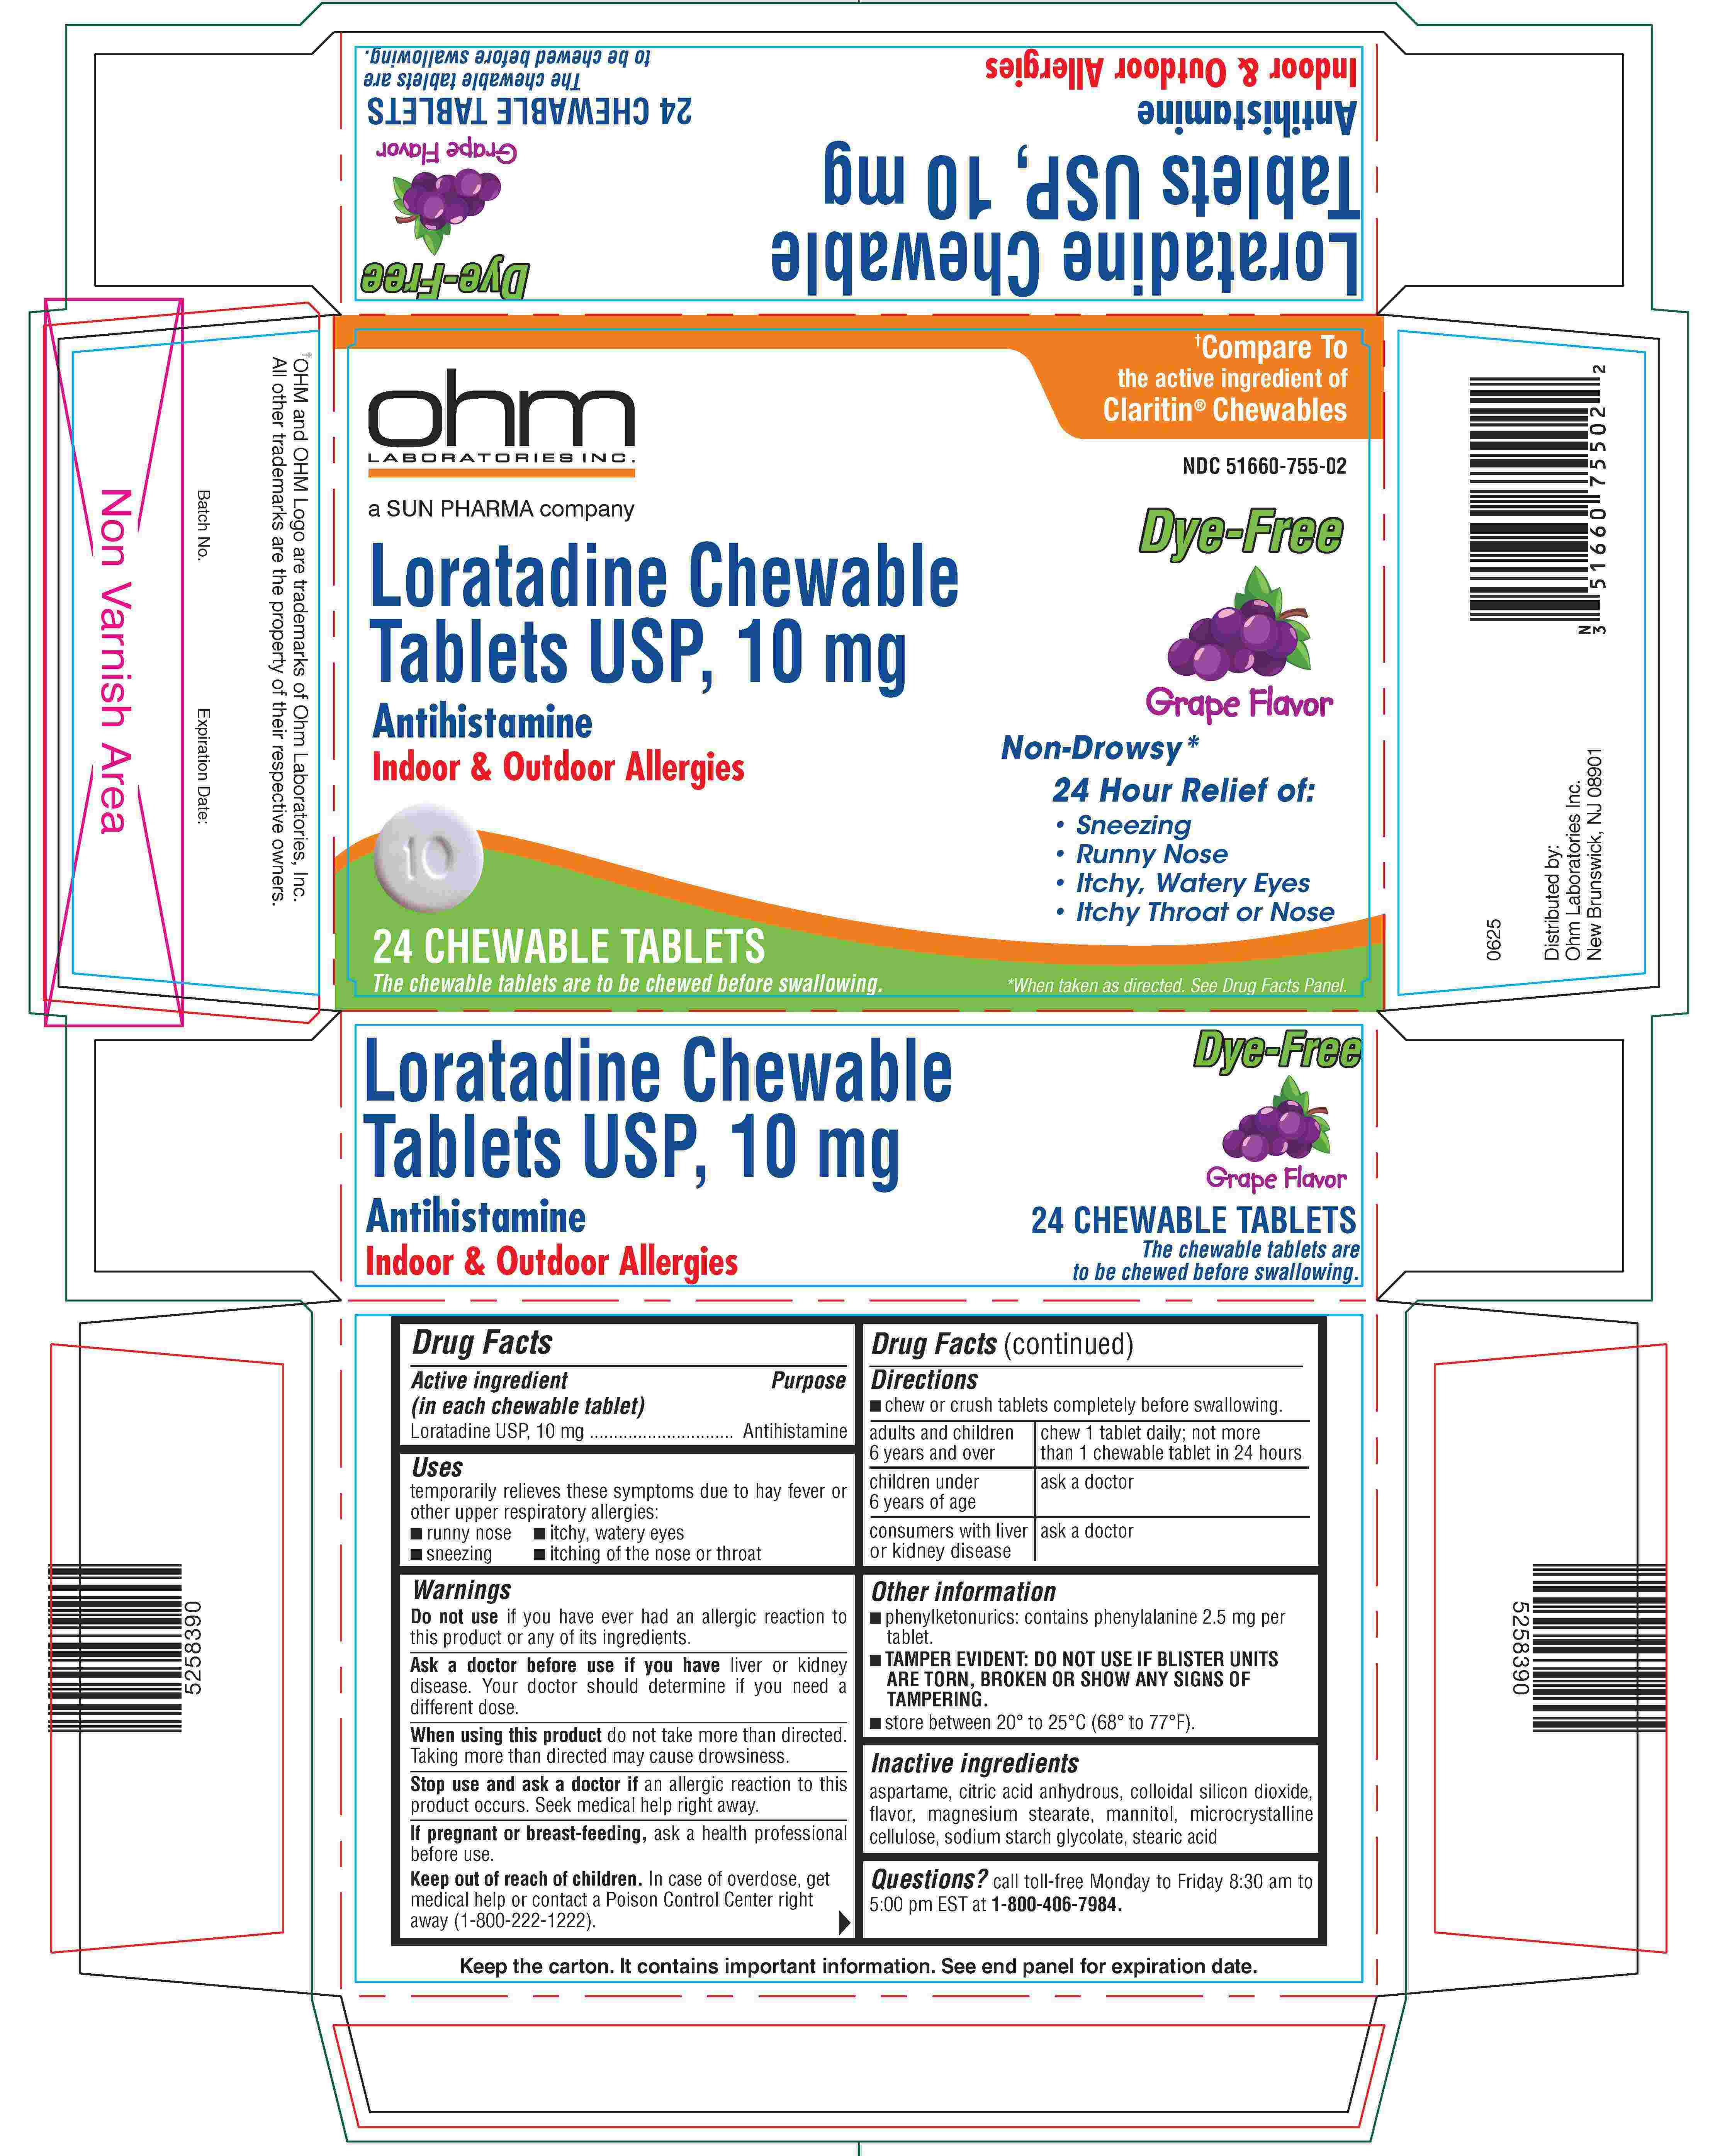 Loratadine Chewable
Tablets USP, 10 mg
Antihistamine
Indoor & Outdoor Allergies
Dye-Free
Grape Flavor
24 CHEWABLE TABLETS
The chewable tablets are
to be chewed before swallowing.
†OHM and OHM Logo are trademarks of Ohm Laboratories, Inc.
All other trademarks are the property of their respective owners.
Batch No.
Expiration Date:
Non Varnish Area
†Compare To
the active ingredient of
Claritin® Chewables
ohm
LABORATORIES INC.
a SUN PHARMA company
NDC 51660-755-02
Dye-Free
Grape Flavor
Loratadine Chewable
Tablets USP, 10 mg
Antihistamine
Indoor & Outdoor Allergies
Non-Drowsy*
24 Hour Relief of:
• Sneezing
• Runny Nose
• Itchy, Watery Eyes
• Itchy Throat or Nose
10
24 CHEWABLE TABLETS
The chewable tablets are to be chewed before swallowing.
*When taken as directed. See Drug Facts Panel.
N
3 51660 75502 2
0625
Distributed by:
Ohm Laboratories Inc.
New Brunswick, NJ 08901
Loratadine Chewable
Tablets USP, 10 mg
Antihistamine
Indoor & Outdoor Allergies
Dye-Free
Grape Flavor
24 CHEWABLE TABLETS
The chewable tablets are
to be chewed before swallowing.
Drug Facts
Active ingredient Purpose
(in each chewable tablet)
Loratadine USP, 10 mg .............................. Antihistamine
Uses
temporarily relieves these symptoms due to hay fever or
other upper respiratory allergies:
■ runny nose ■ itchy, watery eyes
■ sneezing ■ itching of the nose or throat
Warnings
Do not use if you have ever had an allergic reaction to
this product or any of its ingredients.
Ask a doctor before use if you have liver or kidney
disease. Your doctor should determine if you need a
different dose.
When using this product do not take more than directed.
Taking more than directed may cause drowsiness.
Stop use and ask a doctor if an allergic reaction to this
product occurs. Seek medical help right away.
If pregnant or breast-feeding, ask a health professional
before use.
Keep out of reach of children. In case of overdose, get
medical help or contact a Poison Control Center right
away (1-800-222-1222).
Drug Facts (continued)
Directions
■ chew or crush tablets completely before swallowing.
adults and children chew 1 tablet daily; not more
6 years and over than 1 chewable tablet in 24 hours
children under ask a doctor
6 years of age
consumers with liver ask a doctor
or kidney disease
Other information
■ phenylketonurics: contains phenylalanine 2.5 mg per
tablet.
■ TAMPER EVIDENT: DO NOT USE IF BLISTER UNITS
ARE TORN, BROKEN OR SHOW ANY SIGNS OF
TAMPERING.
■ store between 20° to 25°C (68° to 77°F).
Inactive ingredients
aspartame, citric acid anhydrous, colloidal silicon dioxide,
flavor, magnesium stearate, mannitol, microcrystalline
cellulose, sodium starch glycolate, stearic acid
Questions? call toll-free Monday to Friday 8:30 am to
5:00 pm EST at 1-800-406-7984.
Keep the carton. It contains important information. See end panel for expiration date.
5258390
5258390